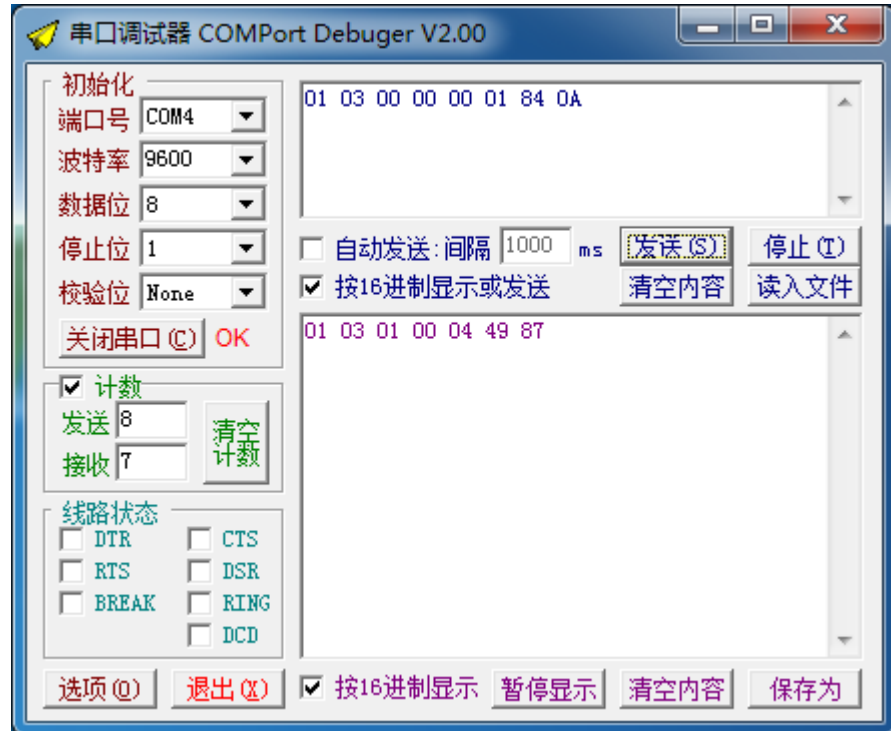 串口调试器 COMPort Debuger V2.00
初始化
端口号 COM4
波特率 9600
数据位 8
停止位 1
校验位 None
关闭串口(C) OK
计数
发送 8
接收 7
清空
计数
线路状态
DTR CTS
RTS DSR
BREAK RING
DCD
选项(O) 退出(X)
01 03 00 00 00 01 84 0A
自动发送:间隔 1000 ms 发送(S) 停止(T)
按16进制显示或发送 清空内容 读入文件
01 03 01 00 04 49 87
按16进制显示 暂停显示 清空内容 保存为